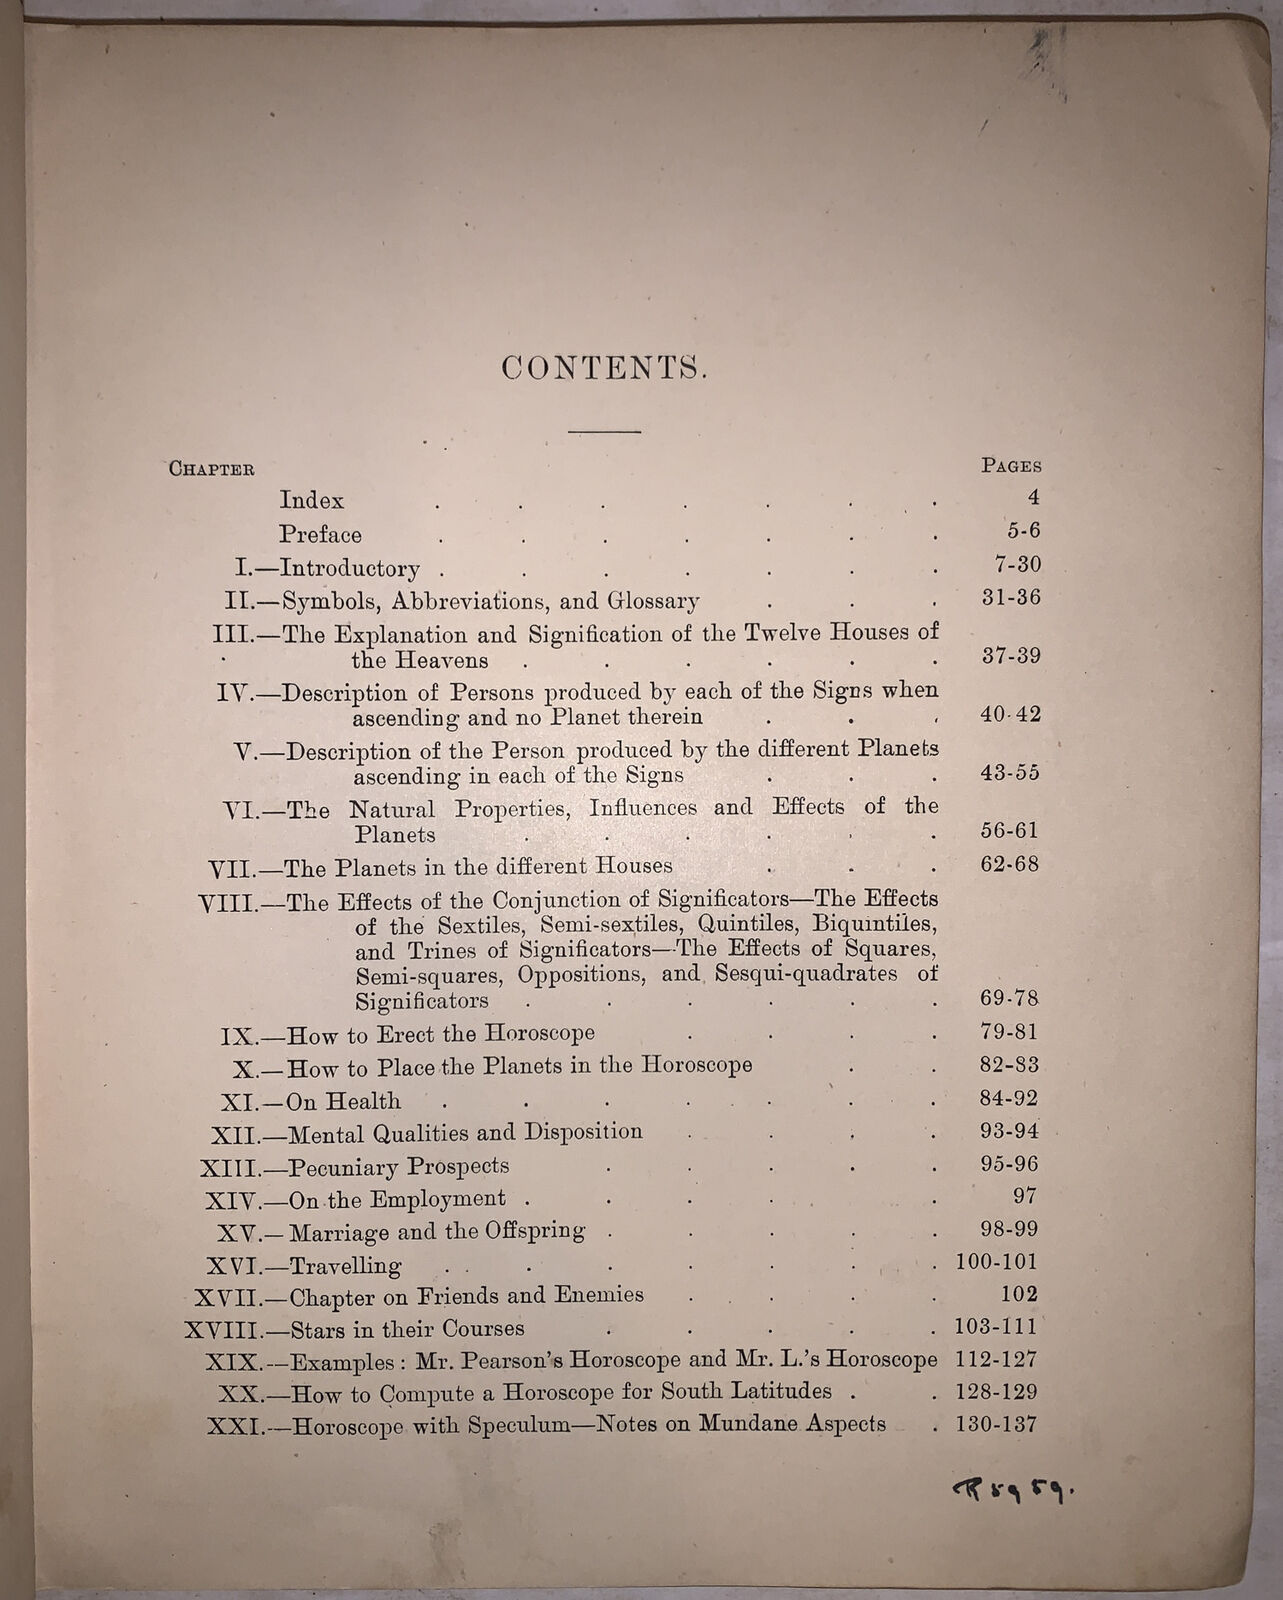 CONTENTS.
CHAPTER PAGES
Index . . . . . . . 4
Preface . . . . . . . 5-6
I.—Introductory . . . . . . . 7-30
II.—Symbols, Abbreviations, and Glossary . . . 31-36
III.—The Explanation and Signification of the Twelve Houses of
the Heavens . . . . . . 37-39
IV.—Description of Persons produced by each of the Signs when
ascending and no Planet therein . . . 40-42
V.—Description of the Person produced by the different Planets
ascending in each of the Signs . . . 43-55
VI.—The Natural Properties, Influences and Effects of the
Planets . . . . . . 56-61
VII.—The Planets in the different Houses . . . 62-68
VIII.—The Effects of the Conjunction of Significators—The Effects
of the Sextiles, Semi-sextiles, Quintiles, Biquintiles,
and Trines of Significators—The Effects of Squares,
Semi-squares, Oppositions, and Sesqui-quadrates of
Significators . . . . . . 69-78
IX.—How to Erect the Horoscope . . . . 79-81
X.—How to Place the Planets in the Horoscope . . 82-83
XI.—On Health . . . . . . . 84-92
XII.—Mental Qualities and Disposition . . . . 93-94
XIII.—Pecuniary Prospects . . . . . 95-96
XIV.—On the Employment . . . . . 97
XV.—Marriage and the Offspring . . . . . 98-99
XVI.—Travelling . . . . . . . 100-101
XVII.—Chapter on Friends and Enemies . . . . 102
XVIII.—Stars in their Courses . . . . . 103-111
XIX.—Examples: Mr. Pearson's Horoscope and Mr. L.'s Horoscope 112-127
XX.—How to Compute a Horoscope for South Latitudes . . 128-129
XXI.—Horoscope with Speculum—Notes on Mundane Aspects . 130-137
R5959.